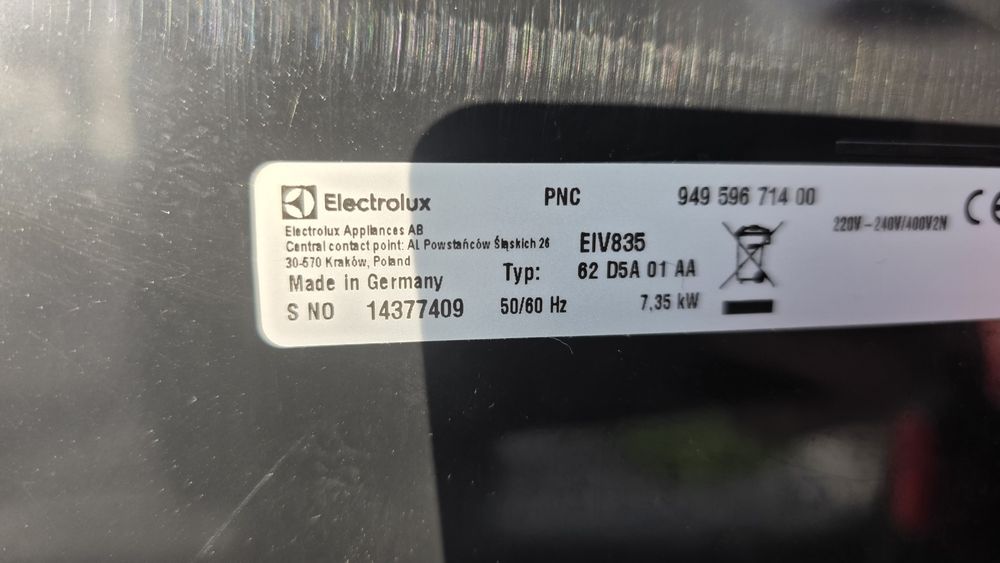 Electrolux PNC 949 596 714 00
Electrolux Appliances AB 220V – 240V/400V2N
Central contact point: Al. Powstańców Śląskich 26 EIV835
30-570 Kraków, Poland Typ: 62 D5A 01 AA
Made in Germany
S NO 14377409 50/60 Hz 7,35 kW
CE